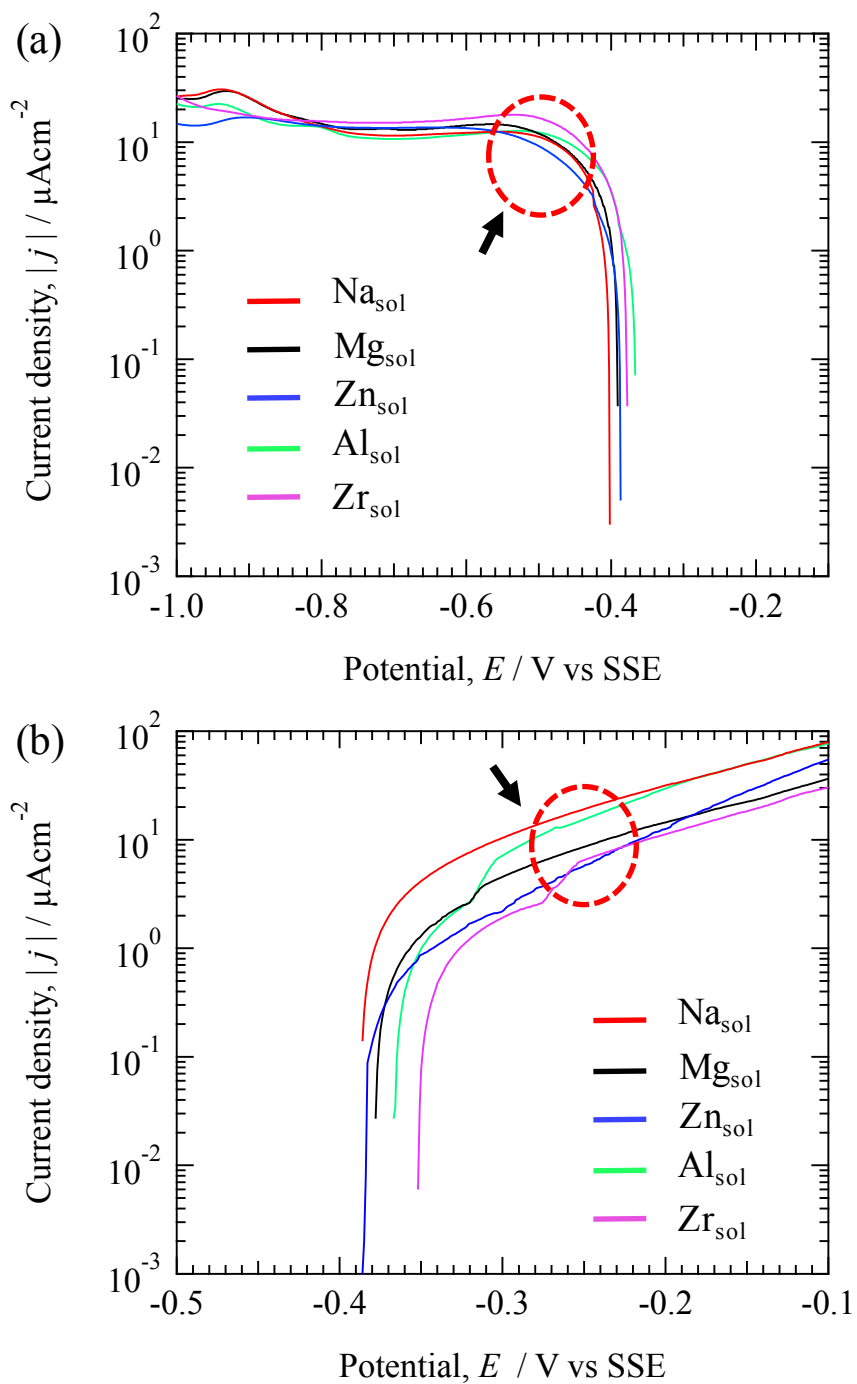 (a)
10^2
10^1
10^0
10^-1
10^-2
10^-3
Current density, | j | / μAcm^-2
Na_sol
Mg_sol
Zn_sol
Al_sol
Zr_sol
-1.0 -0.8 -0.6 -0.4 -0.2
Potential, E / V vs SSE
(b)
10^2
10^1
10^0
10^-1
10^-2
10^-3
Current density, | j | / μAcm^-2
Na_sol
Mg_sol
Zn_sol
Al_sol
Zr_sol
-0.5 -0.4 -0.3 -0.2 -0.1
Potential, E / V vs SSE